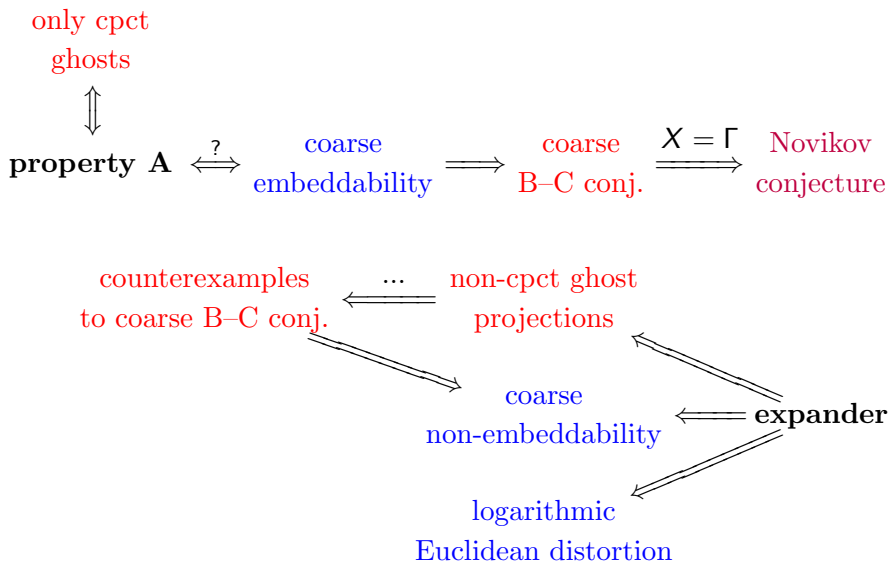 only cpct
ghosts
property A
?
coarse
embeddability
coarse
B–C conj.
X = Γ
Novikov
conjecture
counterexamples
to coarse B–C conj.
...
non-cpct ghost
projections
coarse
non-embeddability
expander
logarithmic
Euclidean distortion